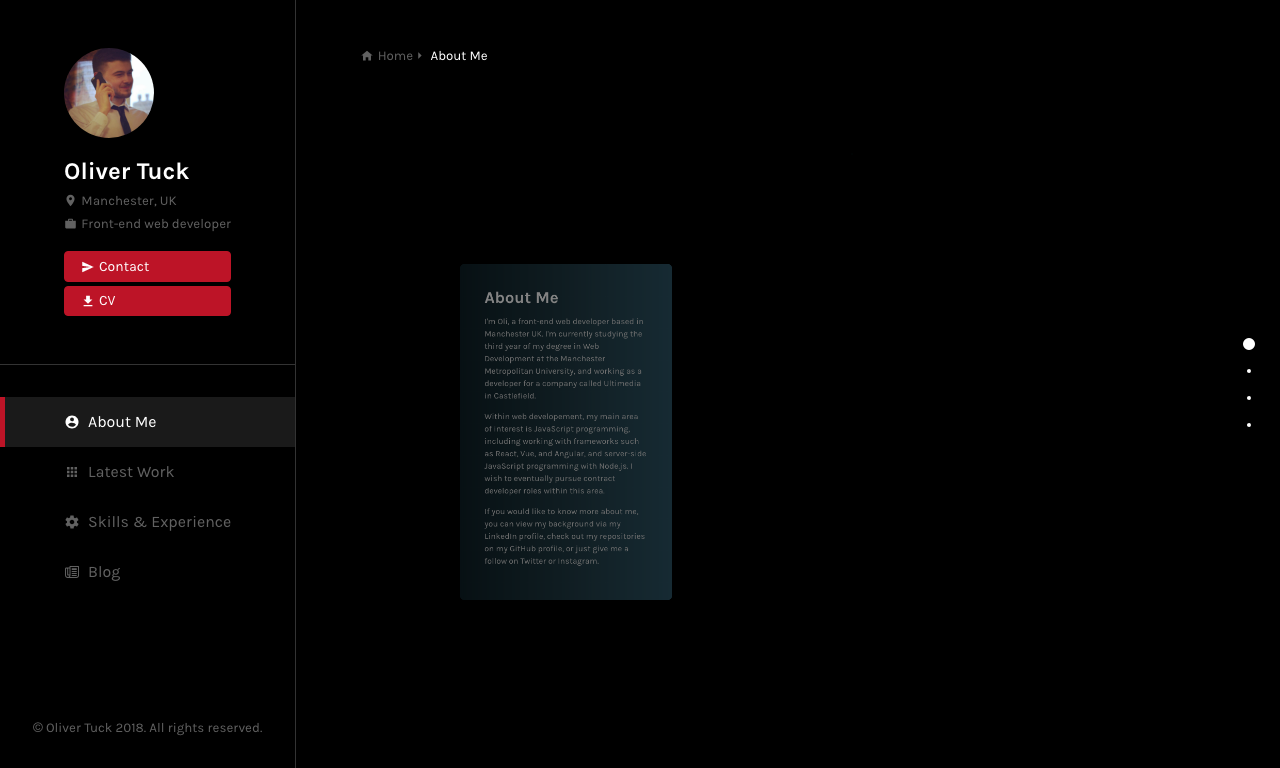 Home
About Me
Oliver Tuck
Manchester, UK
Front-end web developer
Contact
CV
About Me
Latest Work
Skills & Experience
Blog
© Oliver Tuck 2018. All rights reserved.
About Me
I'm Oli, a front-end web developer based in
Manchester UK. I'm currently studying the
third year of my degree in Web
Development at the Manchester
Metropolitan University, and working as a
developer for a company called Ultimedia
in Castlefield.
Within web developement, my main area
of interest is JavaScript programming,
including working with frameworks such
as React, Vue, and Angular, and server-side
JavaScript programming with Node.js. I
wish to eventually pursue contract
developer roles within this area.
If you would like to know more about me,
you can view my background via my
LinkedIn profile, check out my repositories
on my GitHub profile, or just give me a
follow on Twitter or Instagram.